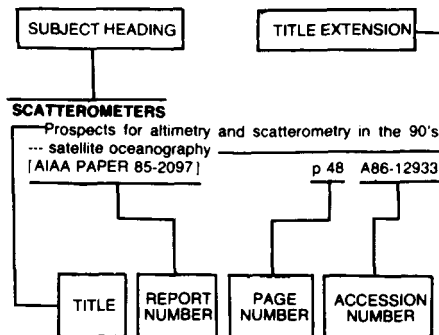 SUBJECT HEADING
TITLE EXTENSION
SCATTEROMETERS
Prospects for altimetry and scatterometry in the 90's
--- satellite oceanography
[AIAA PAPER 85-2097] p 48 A86-12933
TITLE
REPORT NUMBER
PAGE NUMBER
ACCESSION NUMBER